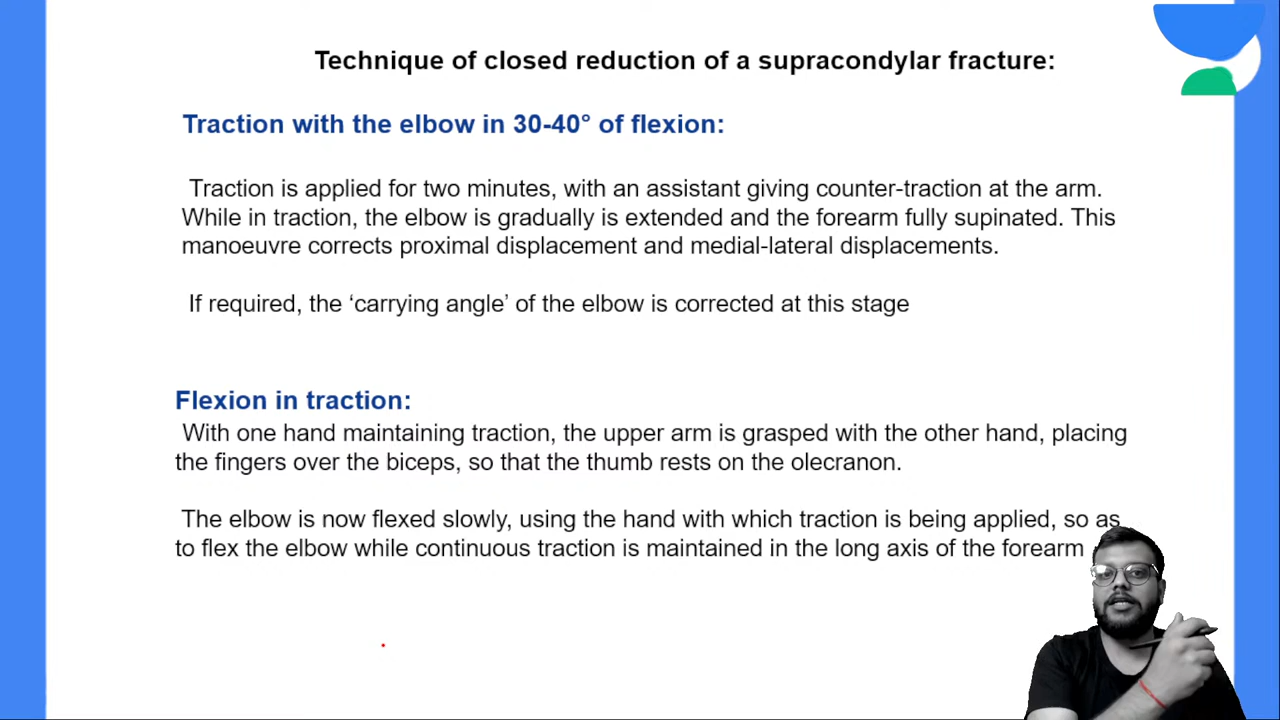 Technique of closed reduction of a supracondylar fracture:
Traction with the elbow in 30-40° of flexion:
Traction is applied for two minutes, with an assistant giving counter-traction at the arm.
While in traction, the elbow is gradually is extended and the forearm fully supinated. This
manoeuvre corrects proximal displacement and medial-lateral displacements.
If required, the ‘carrying angle’ of the elbow is corrected at this stage
Flexion in traction:
With one hand maintaining traction, the upper arm is grasped with the other hand, placing
the fingers over the biceps, so that the thumb rests on the olecranon.
The elbow is now flexed slowly, using the hand with which traction is being applied, so as
to flex the elbow while continuous traction is maintained in the long axis of the forearm